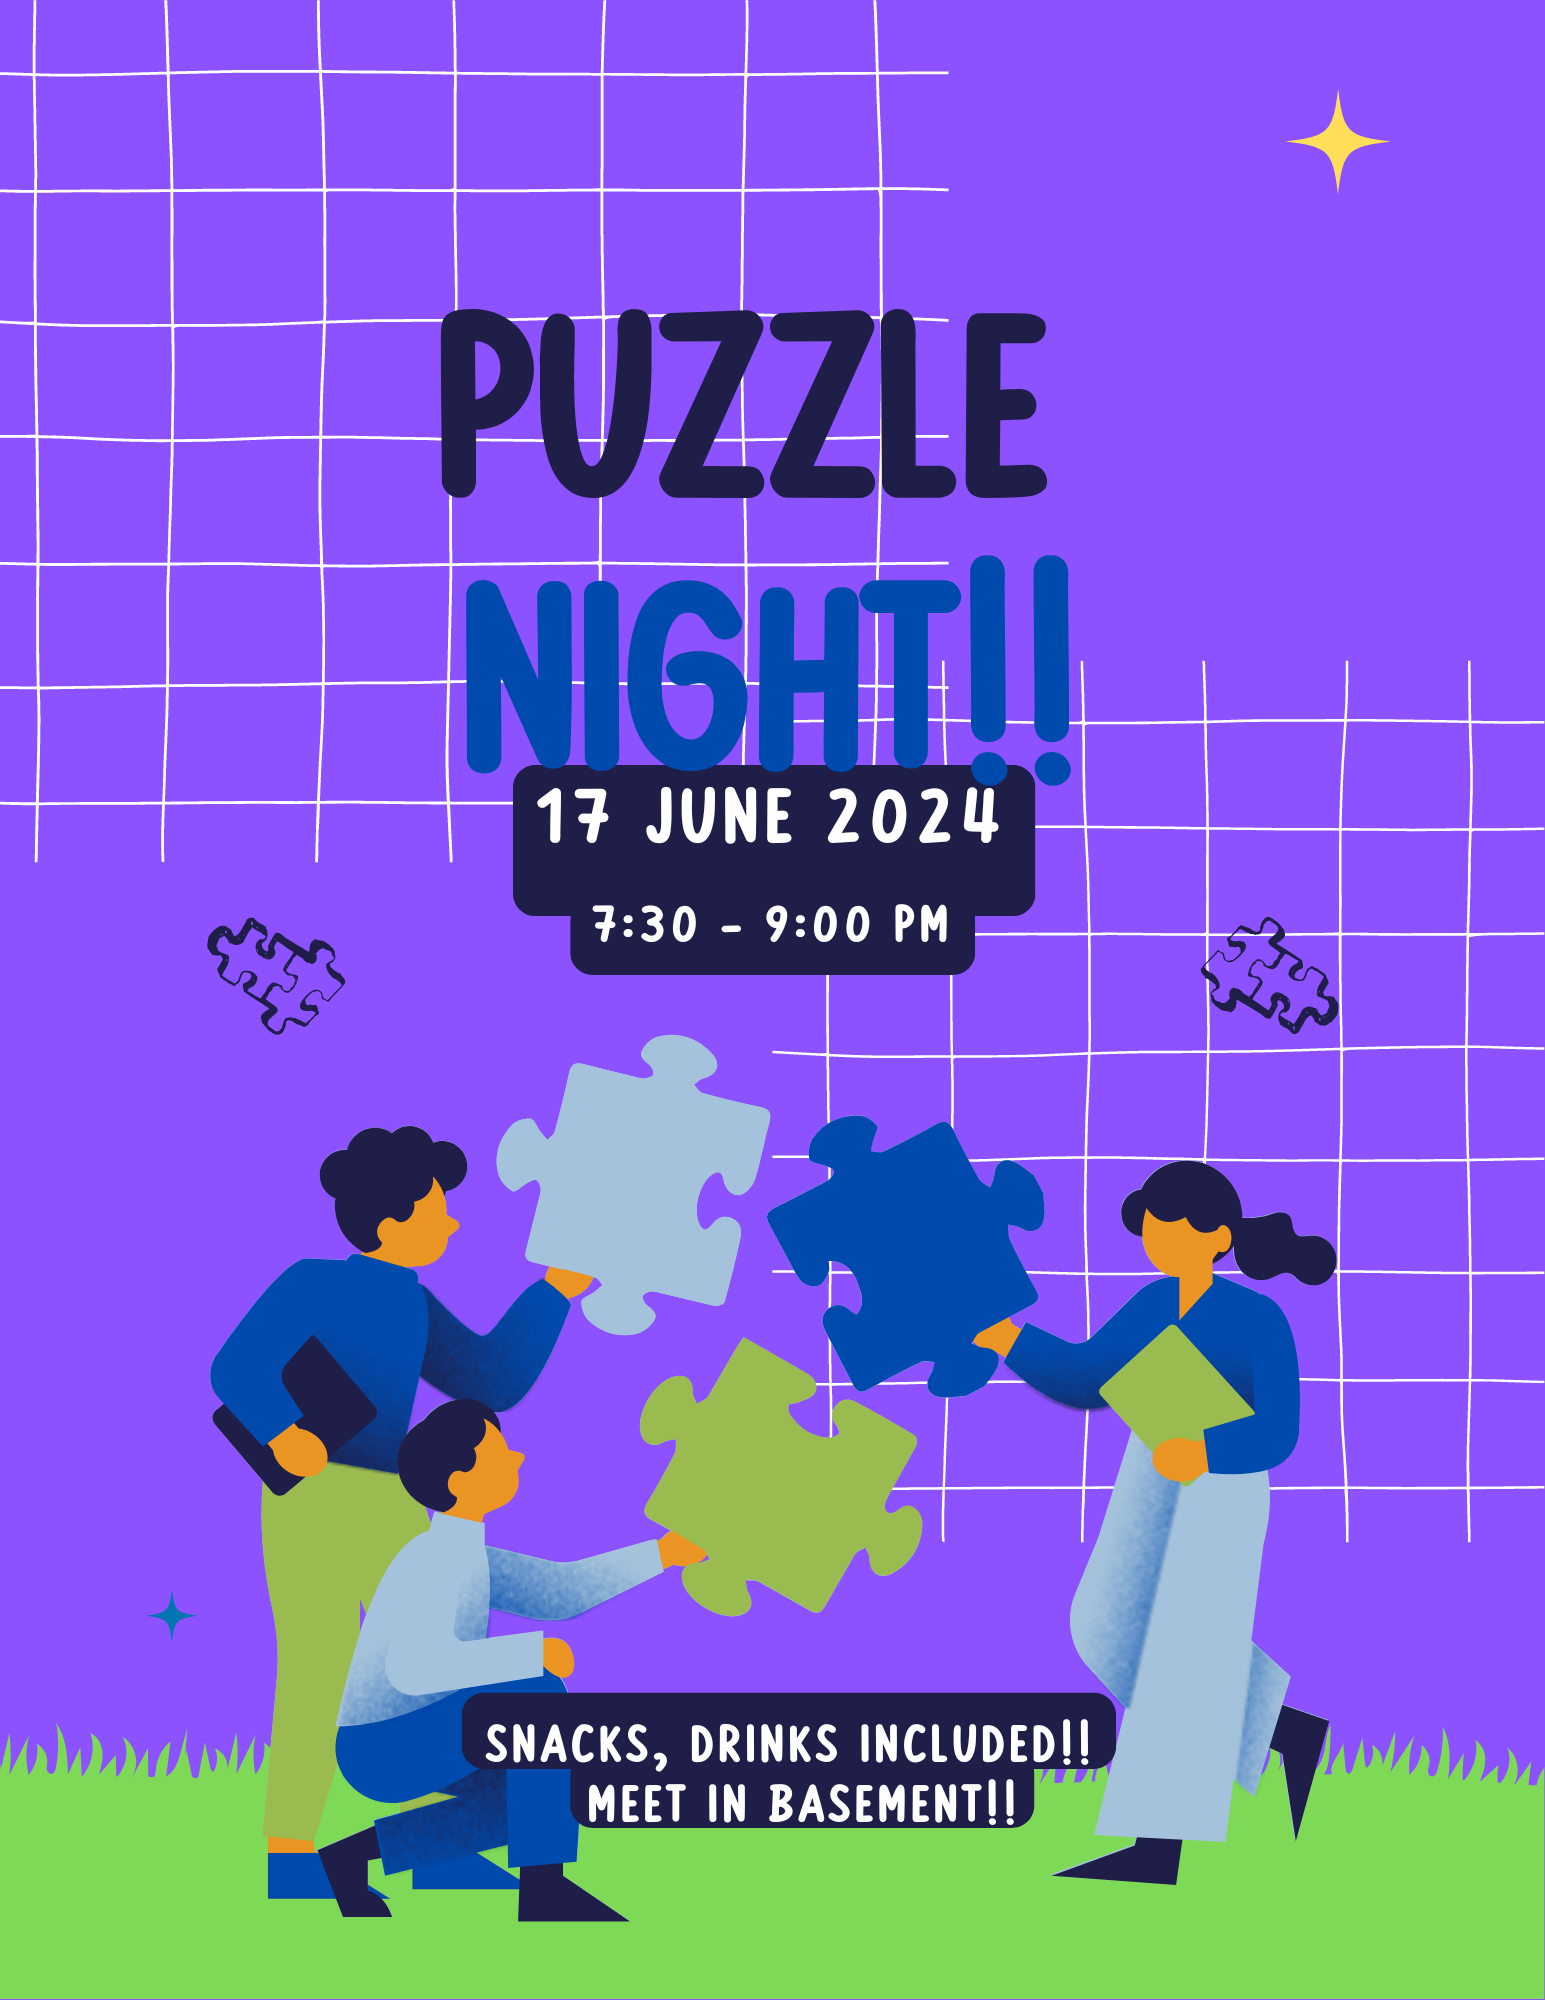 PUZZLE
NIGHT!!
17 JUNE 2024
7:30 - 9:00 PM
SNACKS, DRINKS INCLUDED!!
MEET IN BASEMENT!!